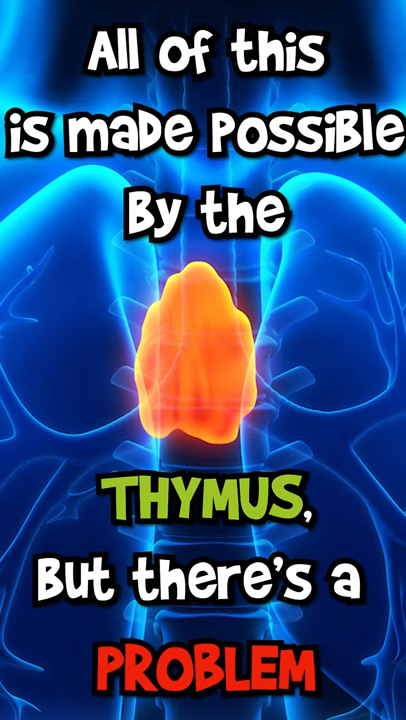 All of this
is made possible
By the
THYMUS,
But there's a
PROBLEM